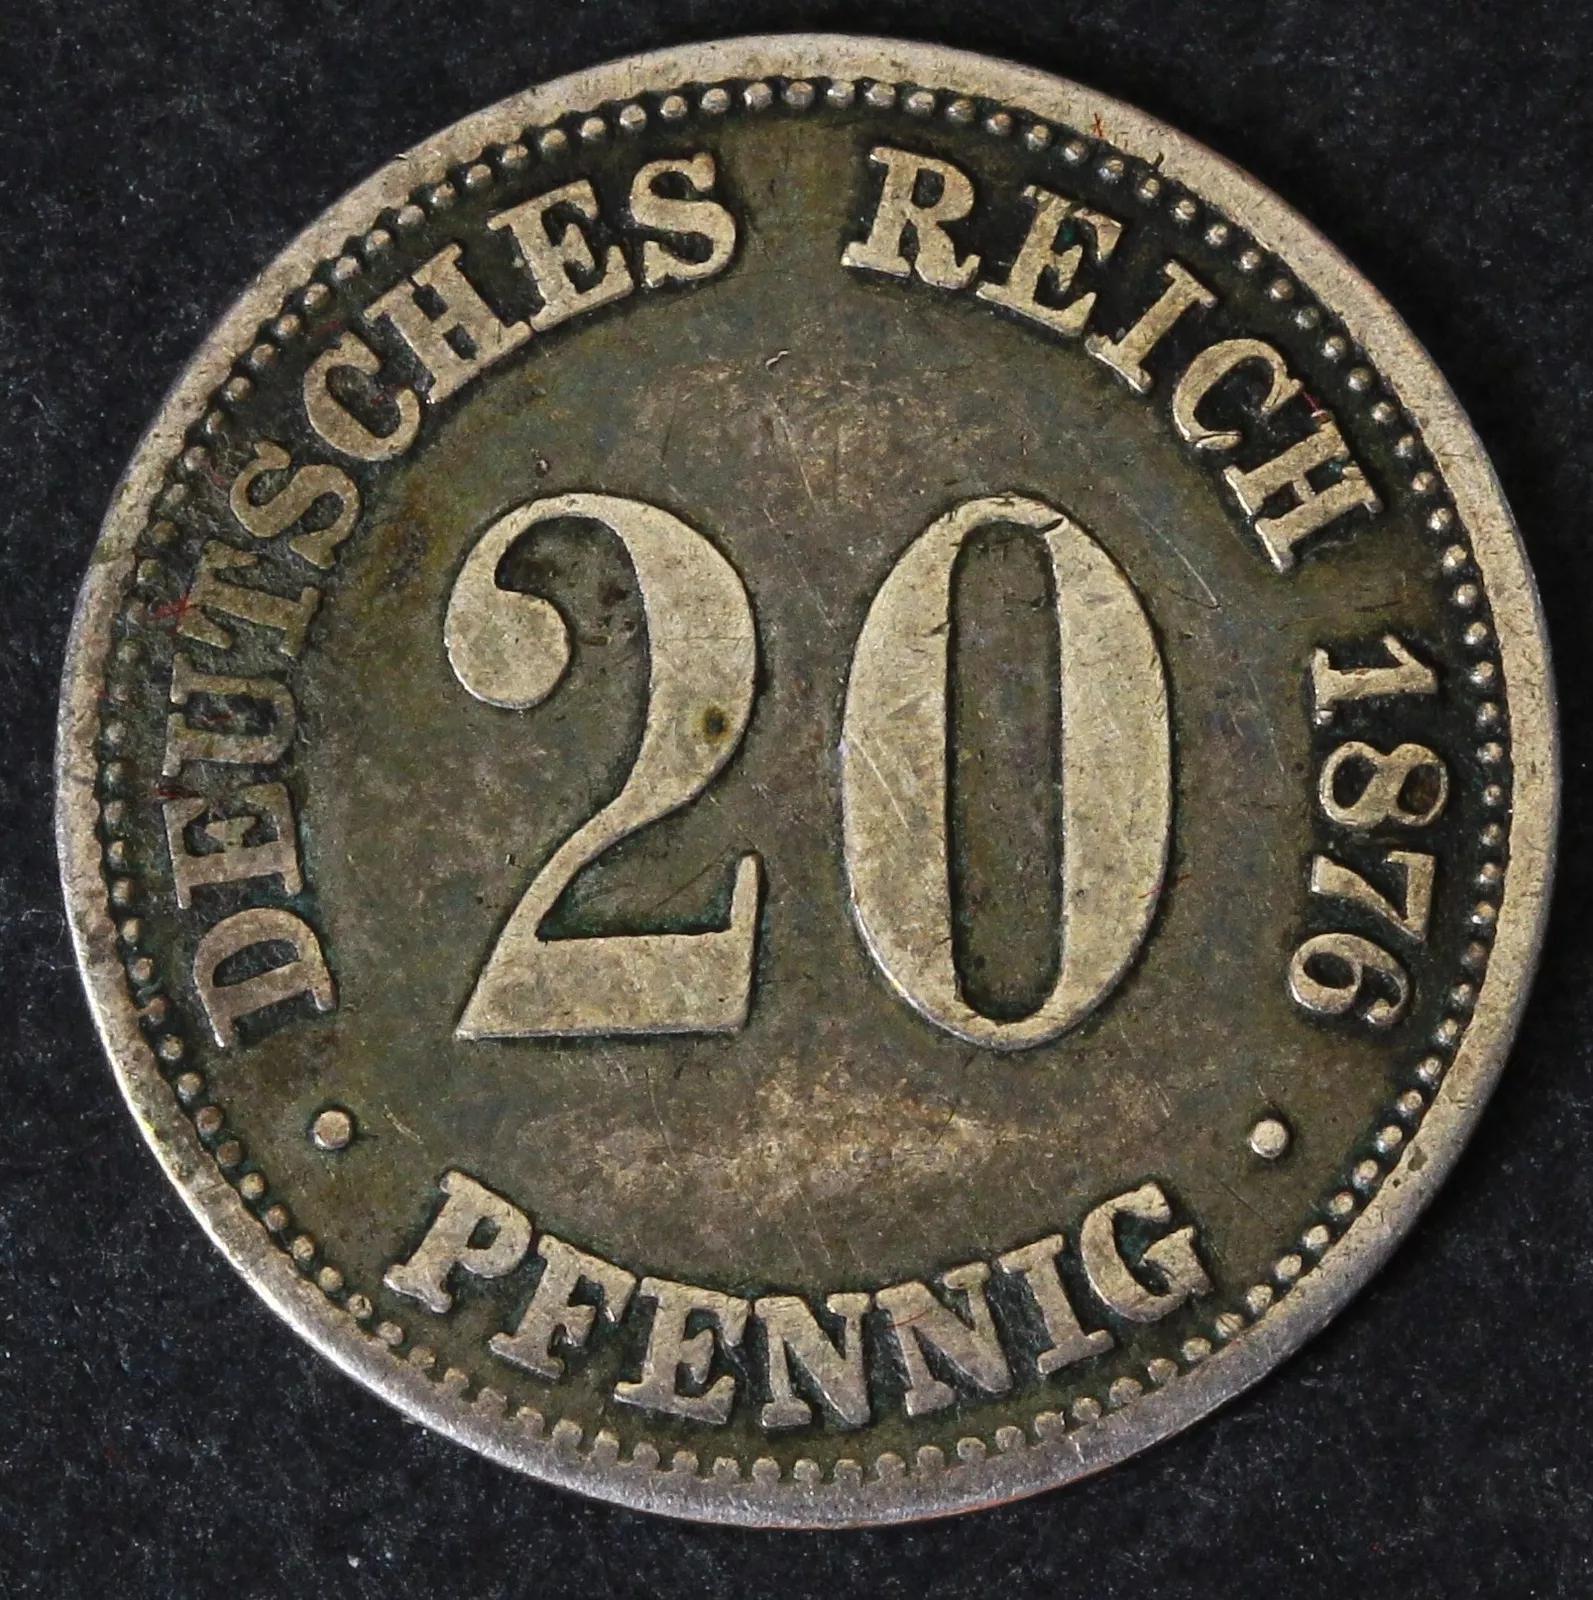 DEUTSCHES REICH 1876
20
PFENNIG